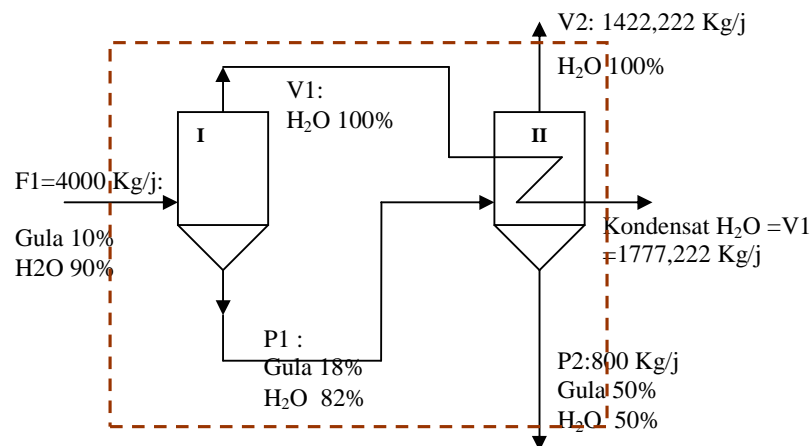 V2: 1422,222 Kg/j
H₂O 100%
V1:
H₂O 100%
I
II
F1=4000 Kg/j:
Gula 10%
H2O 90%
Kondensat H₂O =V1
=1777,222 Kg/j
P1 :
Gula 18%
H₂O 82%
P2:800 Kg/j
Gula 50%
H₂O 50%